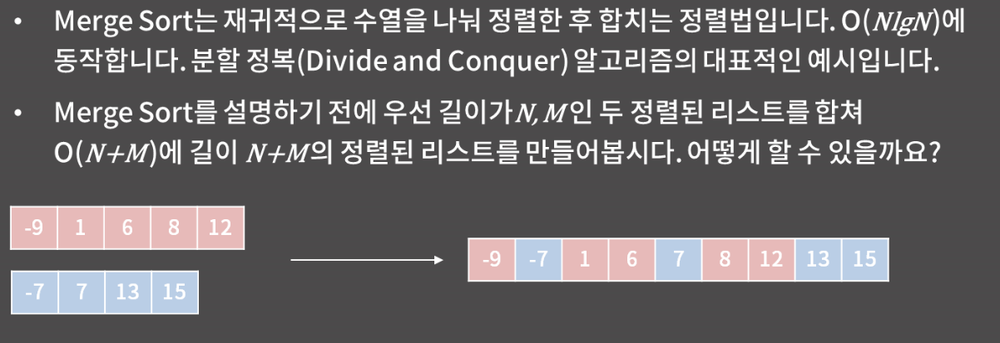 • Merge Sort는 재귀적으로 수열을 나눠 정렬한 후 합치는 정렬법입니다. O(NlgN)에
동작합니다. 분할 정복(Divide and Conquer) 알고리즘의 대표적인 예시입니다.
• Merge Sort를 설명하기 전에 우선 길이가 N, M인 두 정렬된 리스트를 합쳐
O(N+M)에 길이 N+M의 정렬된 리스트를 만들어봅시다. 어떻게 할 수 있을까요?
-9 1 6 8 12
-7 7 13 15
-9 -7 1 6 7 8 12 13 15